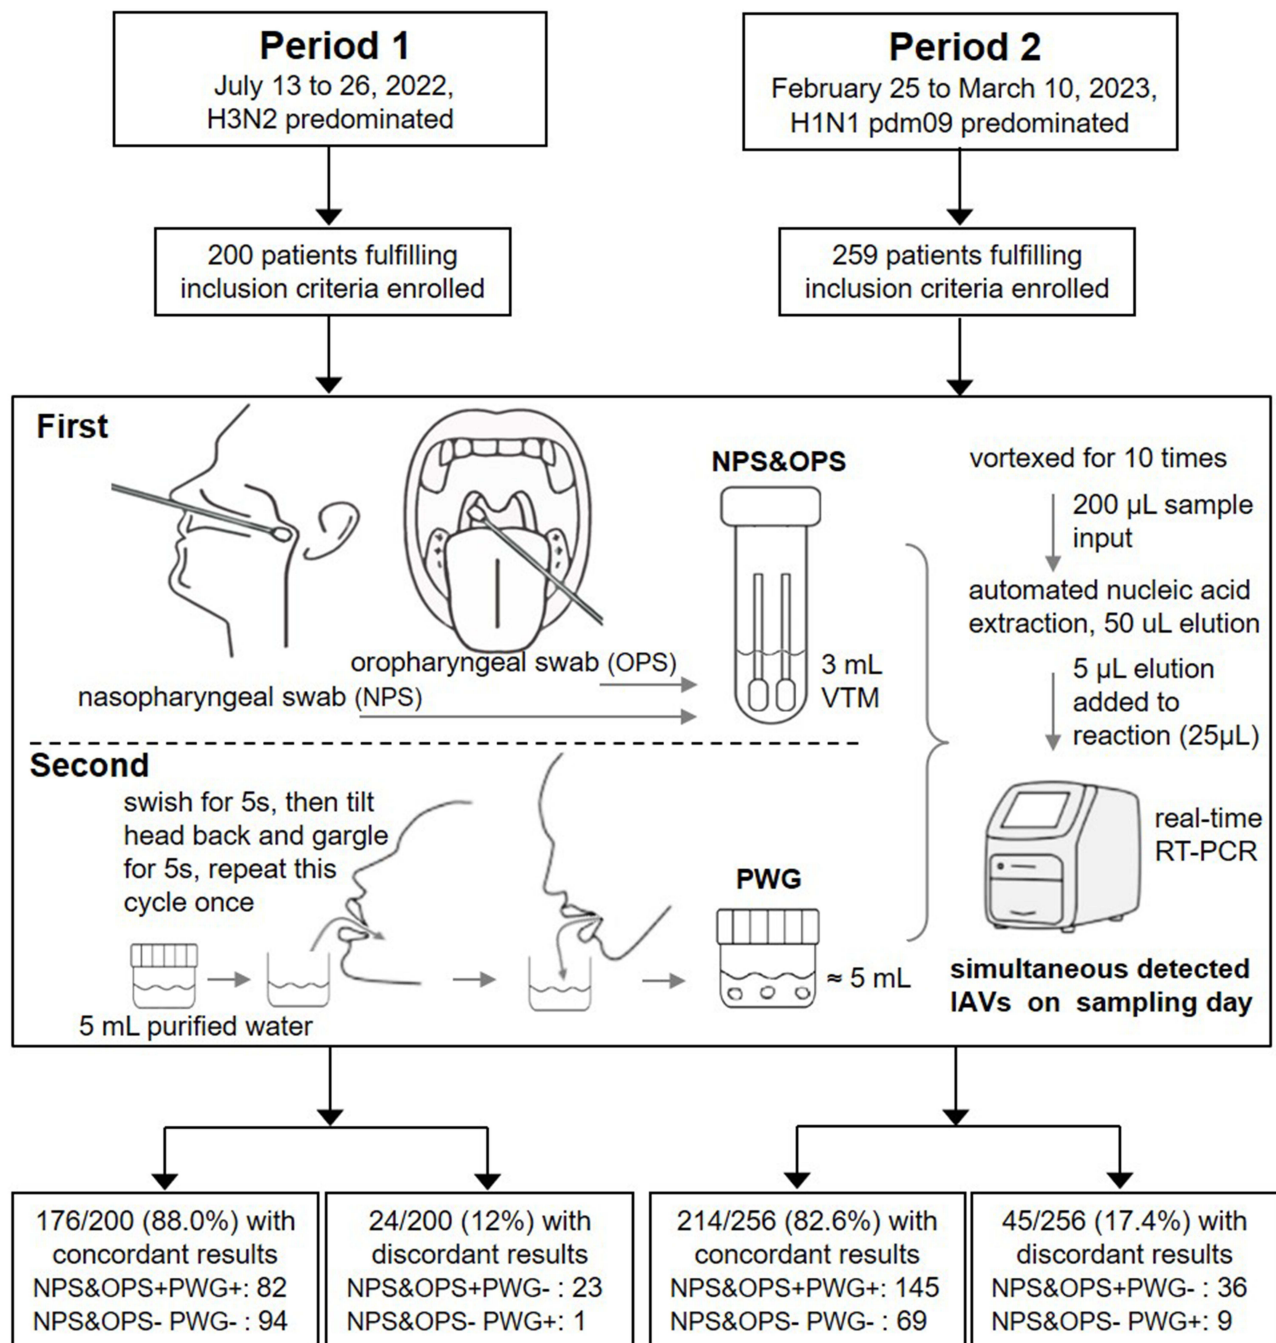 Period 1
July 13 to 26, 2022,
H3N2 predominated
Period 2
February 25 to March 10, 2023,
H1N1 pdm09 predominated
200 patients fulfilling
inclusion criteria enrolled
259 patients fulfilling
inclusion criteria enrolled
First
nasopharyngeal swab (NPS)
oropharyngeal swab (OPS)
NPS&OPS
3 mL
VTM
Second
swish for 5s, then tilt
head back and gargle
for 5s, repeat this
cycle once
5 mL purified water
PWG
≈ 5 mL
vortexed for 10 times
200 µL sample
input
automated nucleic acid
extraction, 50 uL elution
5 µL elution
added to
reaction (25µL)
real-time
RT-PCR
simultaneous detected
IAVs on sampling day
176/200 (88.0%) with
concordant results
NPS&OPS+PWG+: 82
NPS&OPS- PWG- : 94
24/200 (12%) with
discordant results
NPS&OPS+PWG- : 23
NPS&OPS- PWG+: 1
214/256 (82.6%) with
concordant results
NPS&OPS+PWG+: 145
NPS&OPS- PWG- : 69
45/256 (17.4%) with
discordant results
NPS&OPS+PWG- : 36
NPS&OPS- PWG+: 9